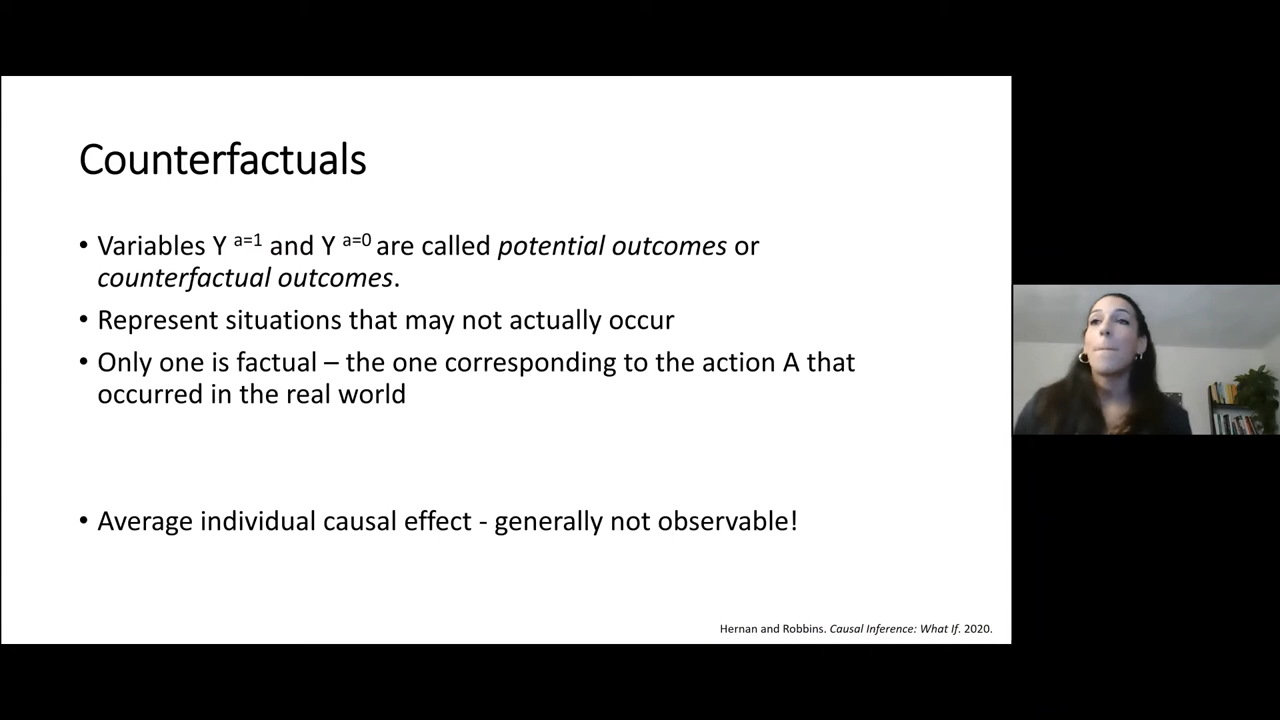 Counterfactuals
• Variables Y a=1 and Y a=0 are called potential outcomes or
counterfactual outcomes.
• Represent situations that may not actually occur
• Only one is factual – the one corresponding to the action A that
occurred in the real world
• Average individual causal effect - generally not observable!
Hernan and Robbins. Causal Inference: What If. 2020.